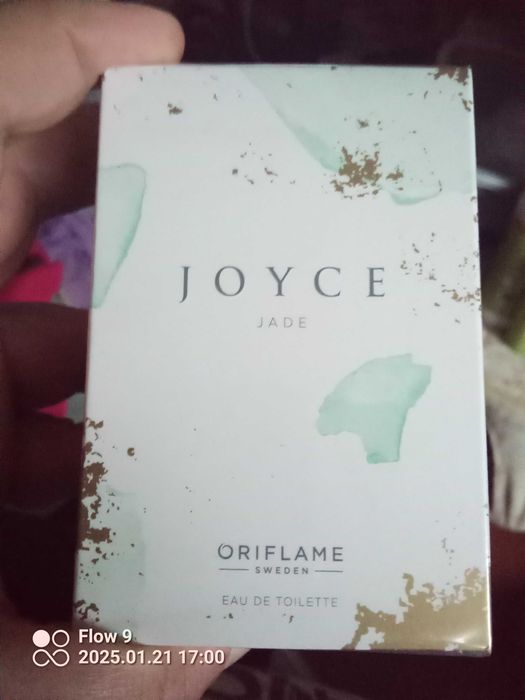 JOYCE
JADE
ORIFLAME
SWEDEN
EAU DE TOILETTE
Flow 9
2025.01.21 17:00